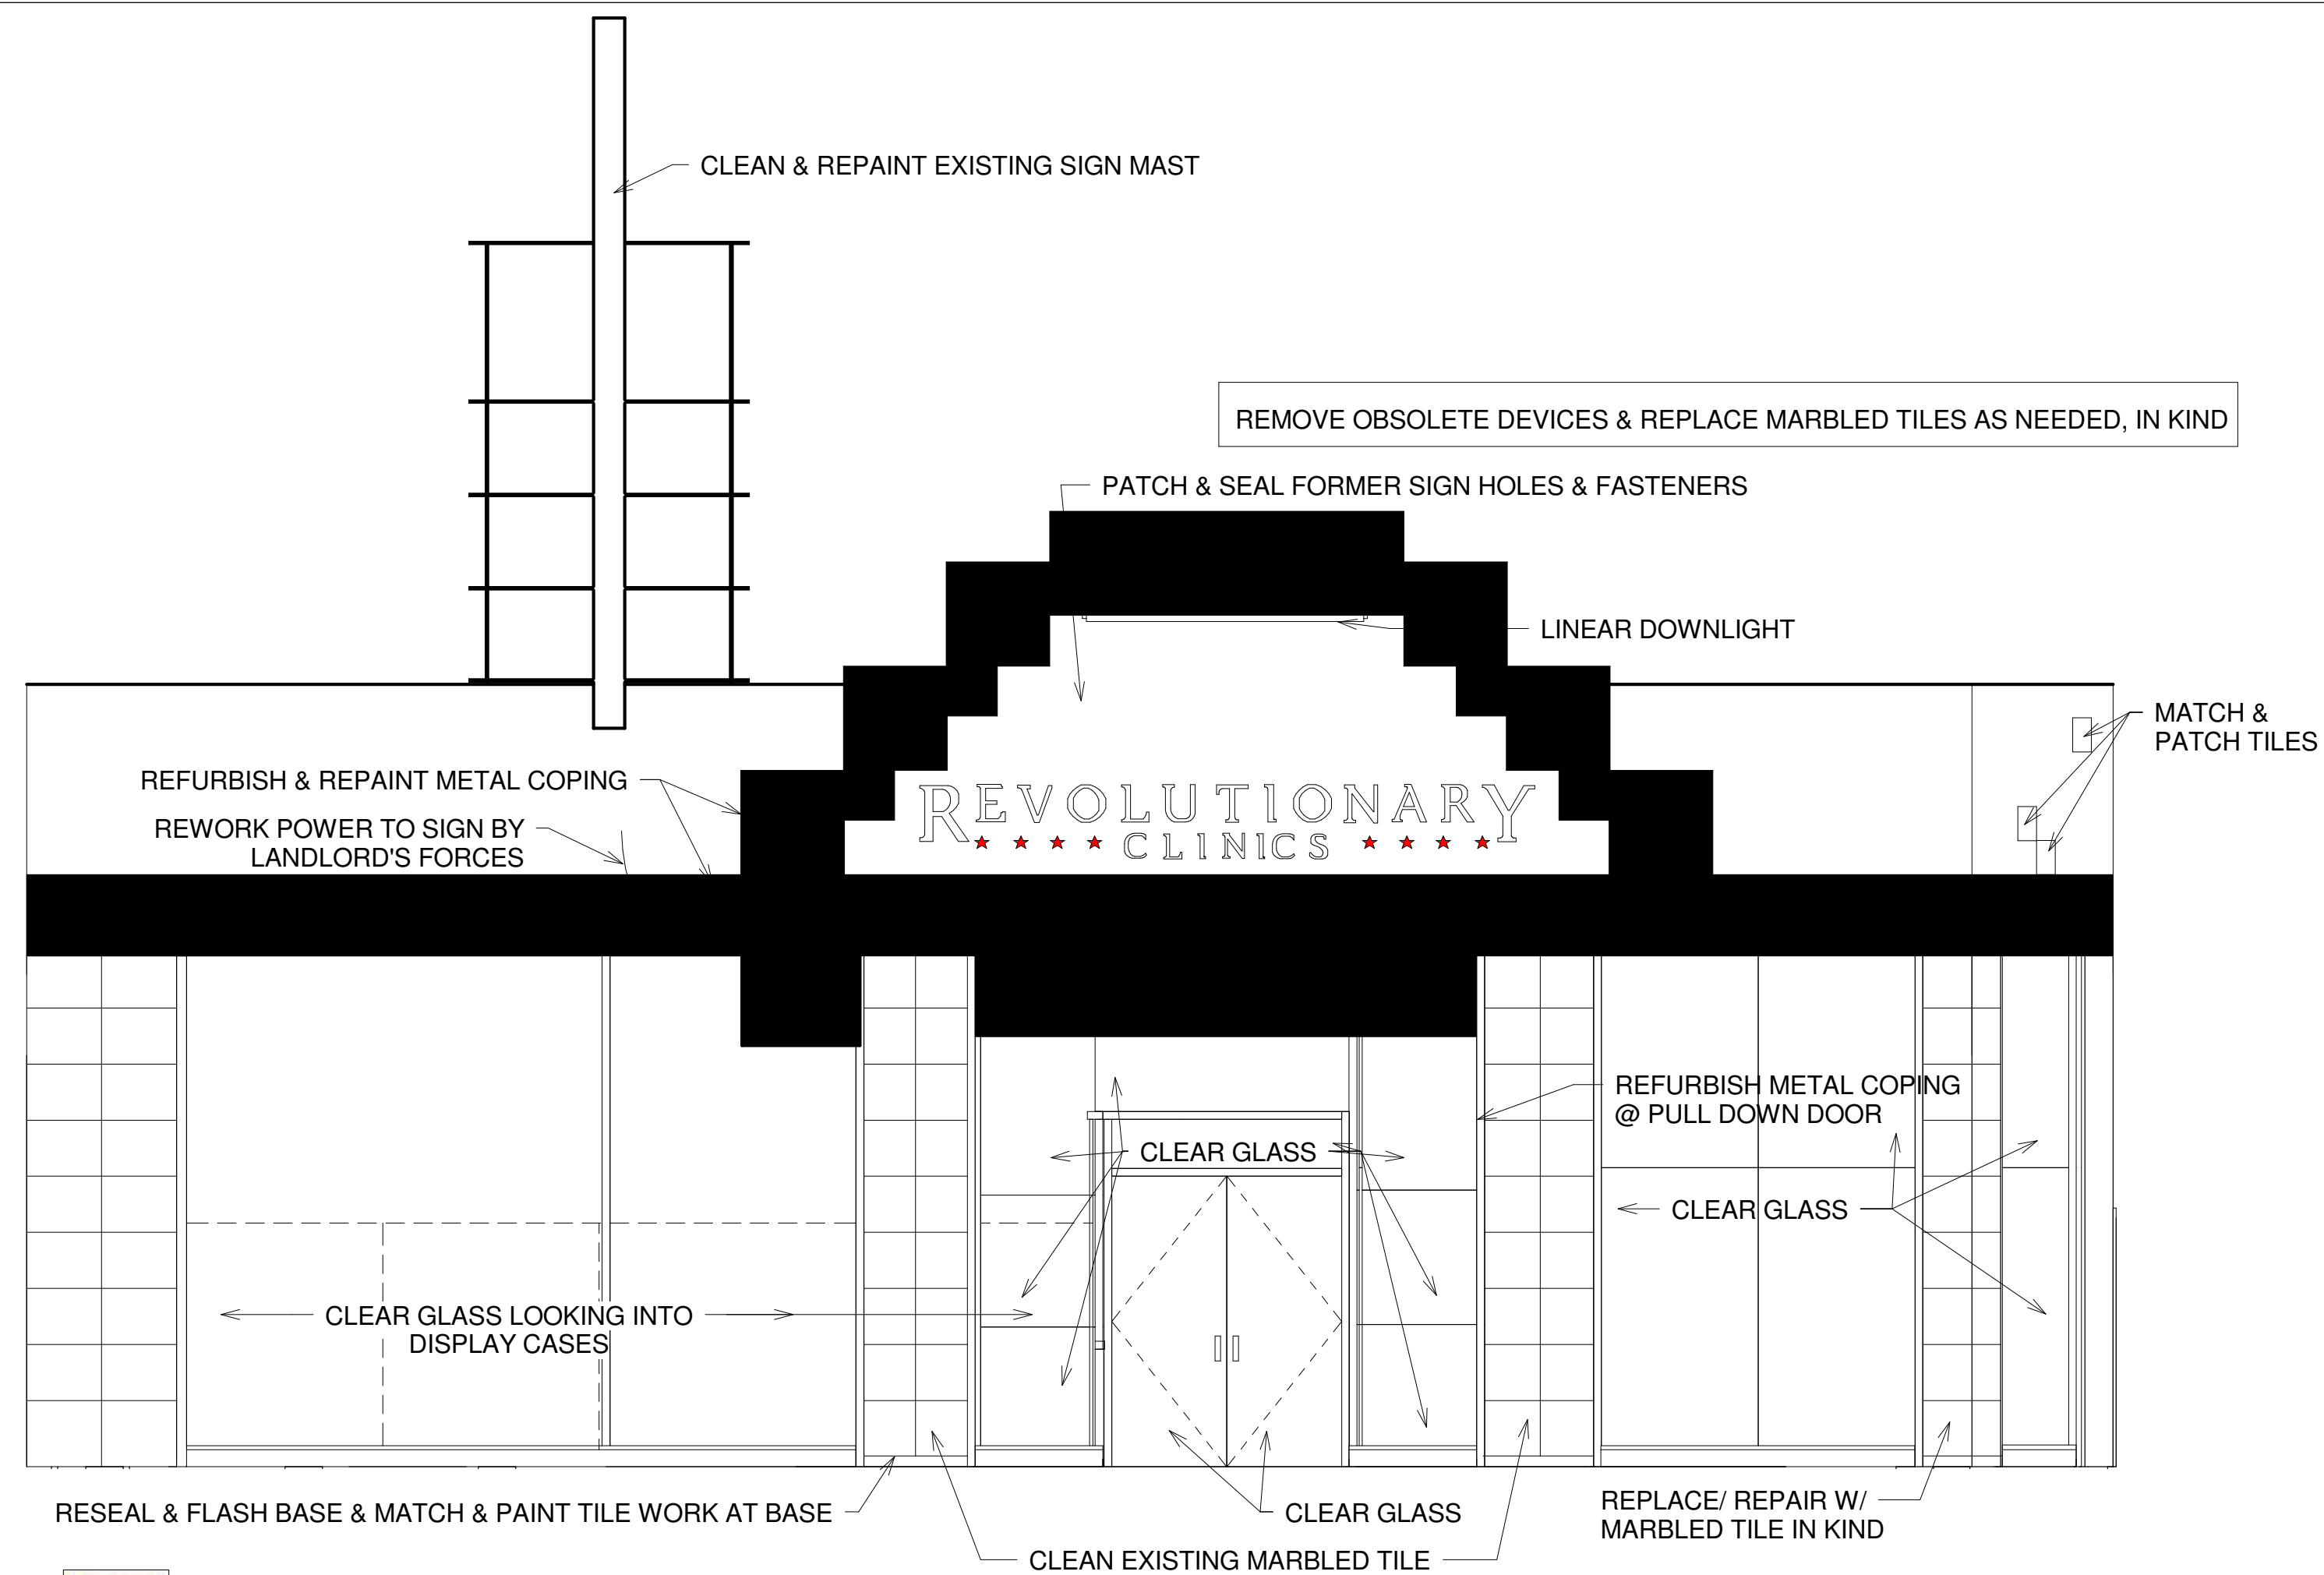 CLEAN & REPAINT EXISTING SIGN MAST
REMOVE OBSOLETE DEVICES & REPLACE MARBLED TILES AS NEEDED, IN KIND
PATCH & SEAL FORMER SIGN HOLES & FASTENERS
LINEAR DOWNLIGHT
MATCH &
PATCH TILES
REFURBISH & REPAINT METAL COPING
REWORK POWER TO SIGN BY
LANDLORD'S FORCES
REVOLUTIONARY
CLINICS
REFURBISH METAL COPING
@ PULL DOWN DOOR
CLEAR GLASS
CLEAR GLASS
CLEAR GLASS LOOKING INTO
DISPLAY CASES
RESEAL & FLASH BASE & MATCH & PAINT TILE WORK AT BASE
CLEAR GLASS
REPLACE/ REPAIR W/
MARBLED TILE IN KIND
CLEAN EXISTING MARBLED TILE